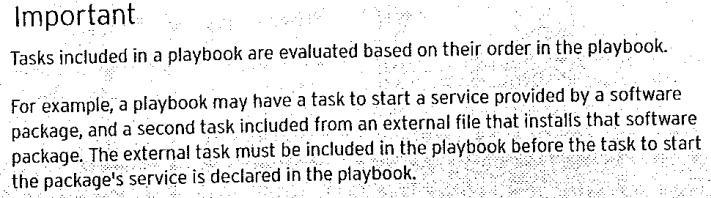 Important
Tasks included in a playbook are evaluated based on their order in the playbook.
For example, a playbook may have a task to start a service provided by a software
package, and a second task included from an external file that installs that software
package. The external task must be included in the playbook before the task to start
the package's service is declared in the playbook.